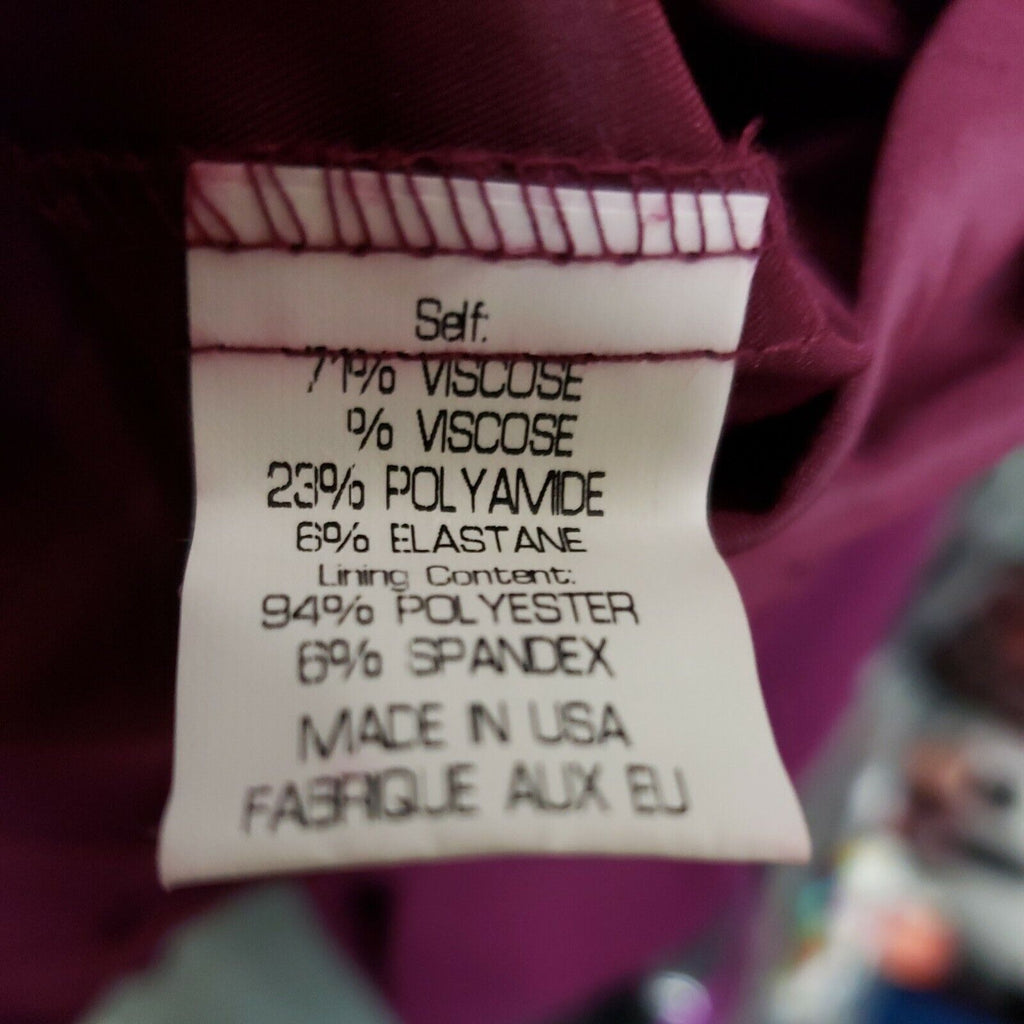 Self:
71% VISCOSE
% VISCOSE
23% POLYAMIDE
6% ELASTANE
Lining Content:
94% POLYESTER
6% SPANDEX
MADE IN USA
FABRIQUE AUX EU